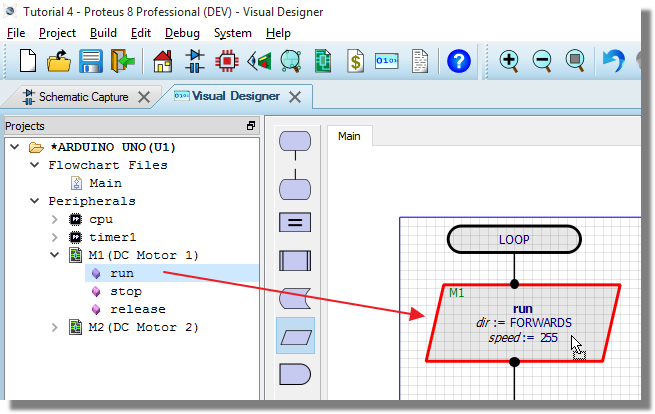 Tutorial 4 - Proteus 8 Professional (DEV) - Visual Designer
File Project Build Edit Debug System Help
Schematic Capture Visual Designer
Projects
*ARDUINO UNO(U1)
Flowchart Files
Main
Peripherals
cpu
timer1
M1(DC Motor 1)
run
stop
release
M2(DC Motor 2)
Main
LOOP
M1
run
dir := FORWARDS
speed := 255